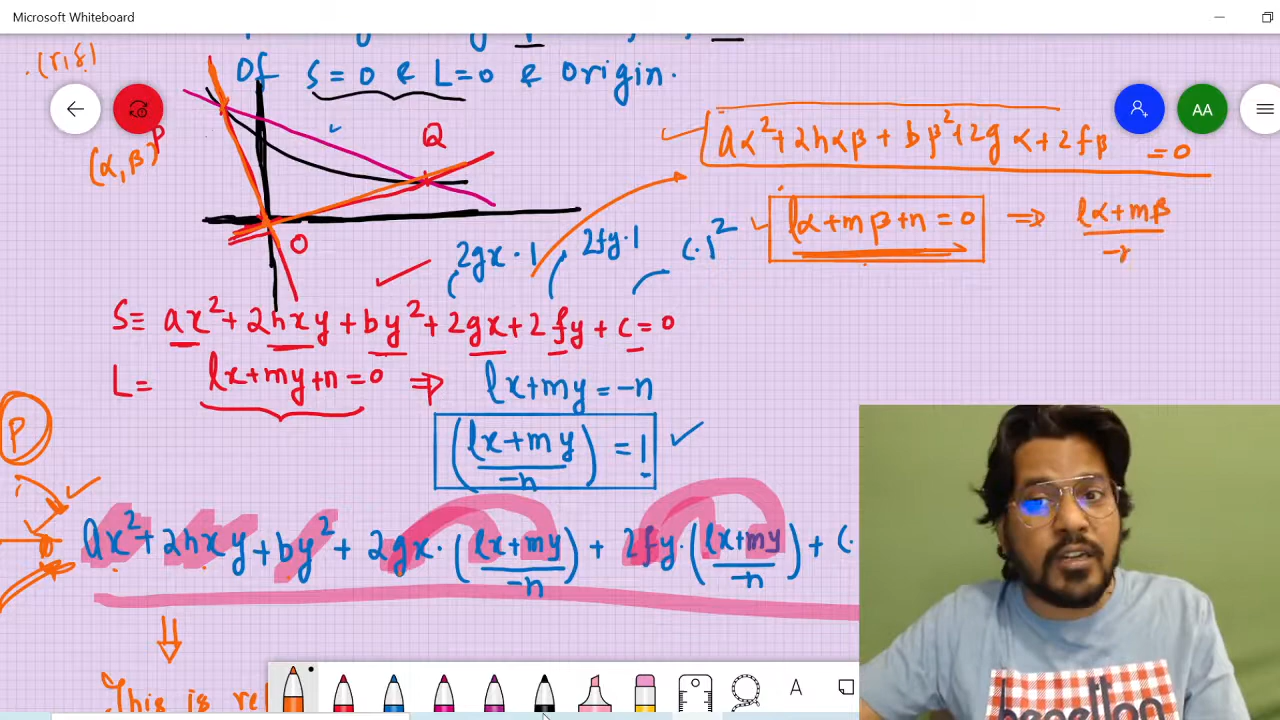 Microsoft Whiteboard
Of S=0 & L=0 & Origin.
(r,s)
P
(α, β)
Q
O
aα²+2hαβ + bβ²+2gα+2fβ = 0
lα+mβ+n=0 ⇒ lα+mβ / -n
2gx·1 2fy·1 c·1²
S≡ ax²+2hxy+by²+2gx+2fy+c=0
L= lx+my+n=0 ⇒ lx+my=-n
(lx+my / -n) = 1
P
ax²+2hxy+by²+2gx·(lx+my / -n)+2fy·(lx+my / -n)+c·
⇓
This is
AA
A
benetton